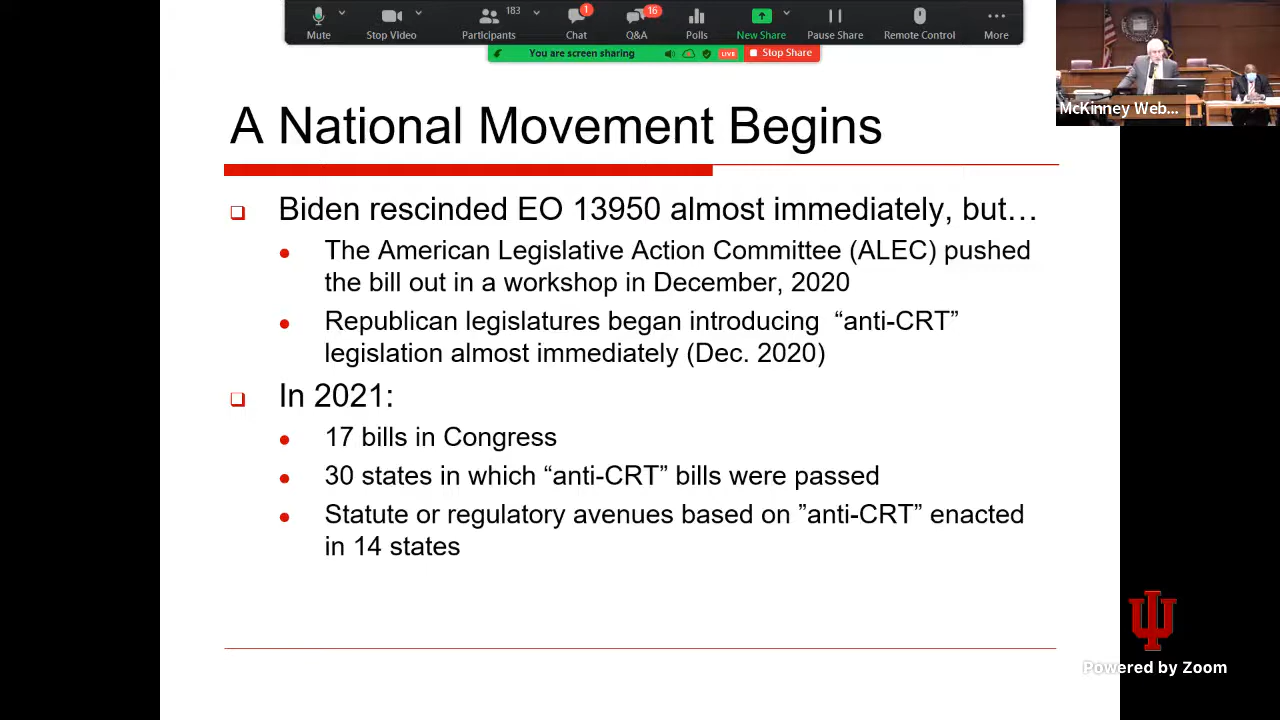 183
1
16
Mute
Stop Video
Participants
Chat
Q&A
Polls
New Share
Pause Share
Remote Control
More
You are screen sharing
LIVE
Stop Share
McKinney Web...
A National Movement Begins
Biden rescinded EO 13950 almost immediately, but…
The American Legislative Action Committee (ALEC) pushed
the bill out in a workshop in December, 2020
Republican legislatures began introducing “anti-CRT”
legislation almost immediately (Dec. 2020)
In 2021:
17 bills in Congress
30 states in which “anti-CRT” bills were passed
Statute or regulatory avenues based on ”anti-CRT” enacted
in 14 states
Powered by Zoom